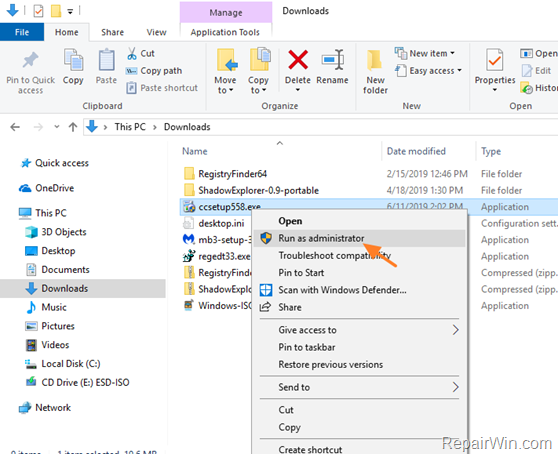 Manage
Downloads
File
Home
Share
View
Application Tools
Pin to Quick access
Copy
Paste
Cut
Copy path
Paste shortcut
Clipboard
Move to
Copy to
Delete
Rename
Organize
New folder
New item
Easy access
New
Properties
Open
Edit
Histor
Open
This PC > Downloads
Name
Date modified
Type
Quick access
OneDrive
This PC
3D Objects
Desktop
Documents
Downloads
Music
Pictures
Videos
Local Disk (C:)
CD Drive (E:) ESD-ISO
Network
RegistryFinder64 2/15/2019 12:46 PM File folder
ShadowExplorer-0.9-portable 4/18/2019 1:30 PM File folder
ccsetup558.exe 6/11/2019 2:02 PM Application
desktop.ini Configuration sett...
mb3-setup-3 Application
regedt33.exe Application
RegistryFinde Compressed (zipp...
ShadowExplo Compressed (zipp...
Windows-ISO Application
Open
Run as administrator
Troubleshoot compatibility
Pin to Start
Scan with Windows Defender...
Share
Give access to
Pin to taskbar
Restore previous versions
Send to
Cut
Copy
Create shortcut
9 items 1 item selected 19.6 MB
RepairWin.com